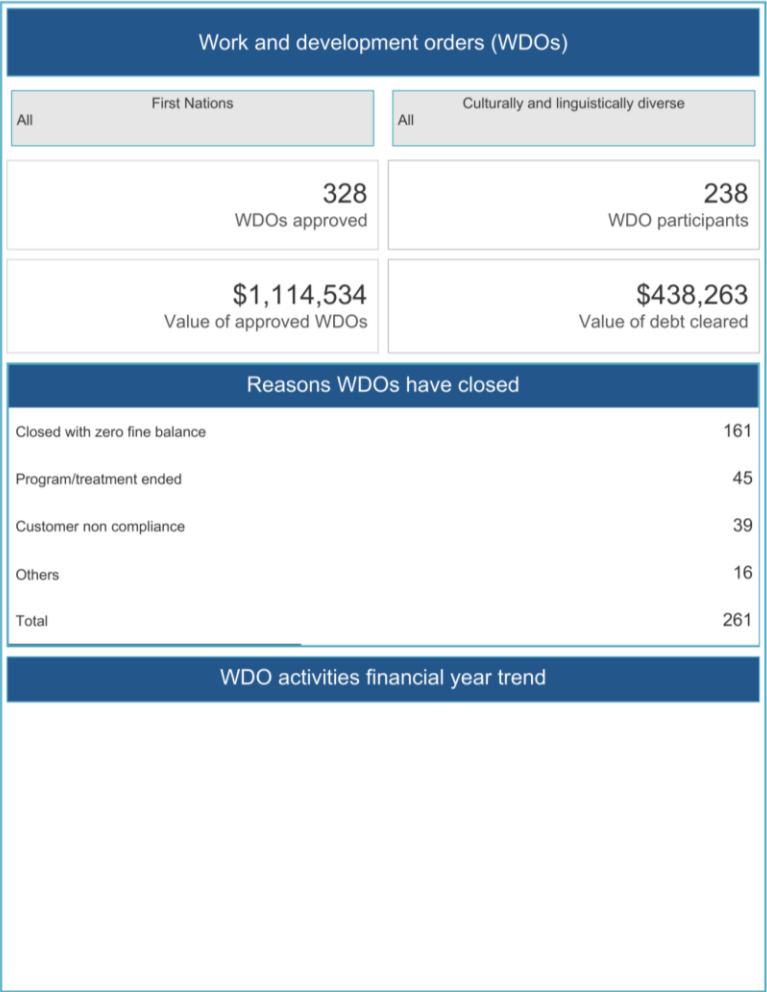 Work and development orders (WDOs)
First Nations
All
Culturally and linguistically diverse
All
328
WDOs approved
238
WDO participants
$1,114,534
Value of approved WDOs
$438,263
Value of debt cleared
Reasons WDOs have closed
Closed with zero fine balance 161
Program/treatment ended 45
Customer non compliance 39
Others 16
Total 261
WDO activities financial year trend